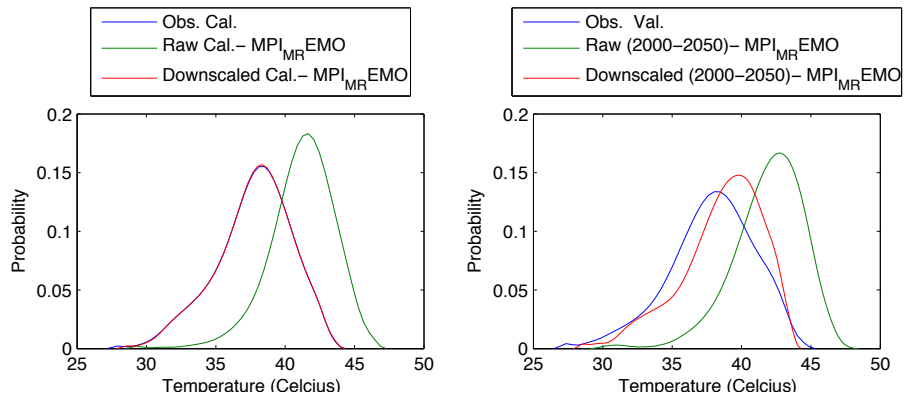 Obs. Cal.
Raw Cal.− MPI_MREMO
Downscaled Cal.− MPI_MREMO
0.2
0.15
0.1
0.05
0
Probability
25 30 35 40 45 50
Temperature (Celcius)
Obs. Val.
Raw (2000−2050)− MPI_MREMO
Downscaled (2000−2050)− MPI_MREMO
0.2
0.15
0.1
0.05
0
Probability
25 30 35 40 45 50
Temperature (Celcius)